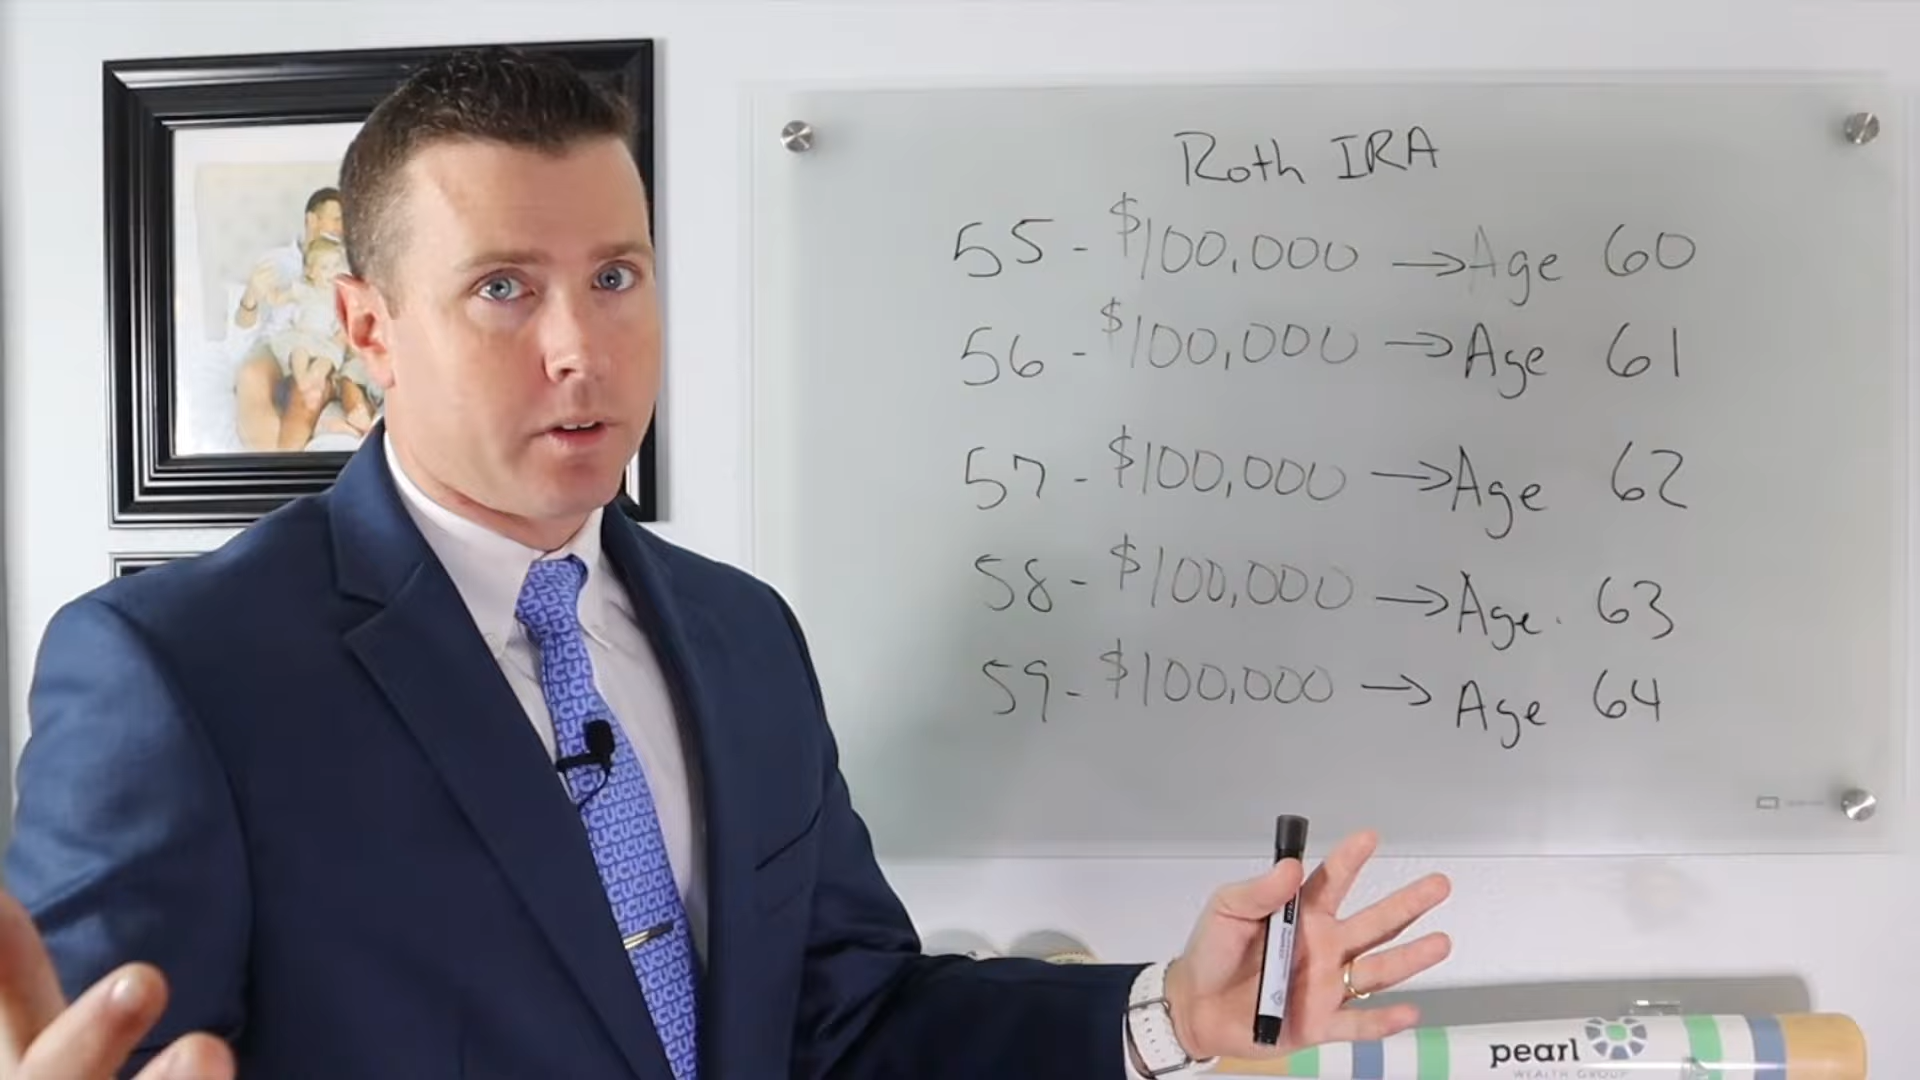 Roth IRA
55 - $100,000 → Age 60
56 - $100,000 → Age 61
57 - $100,000 → Age 62
58 - $100,000 → Age. 63
59 - $100,000 → Age 64
pearl
WEALTH GROUP